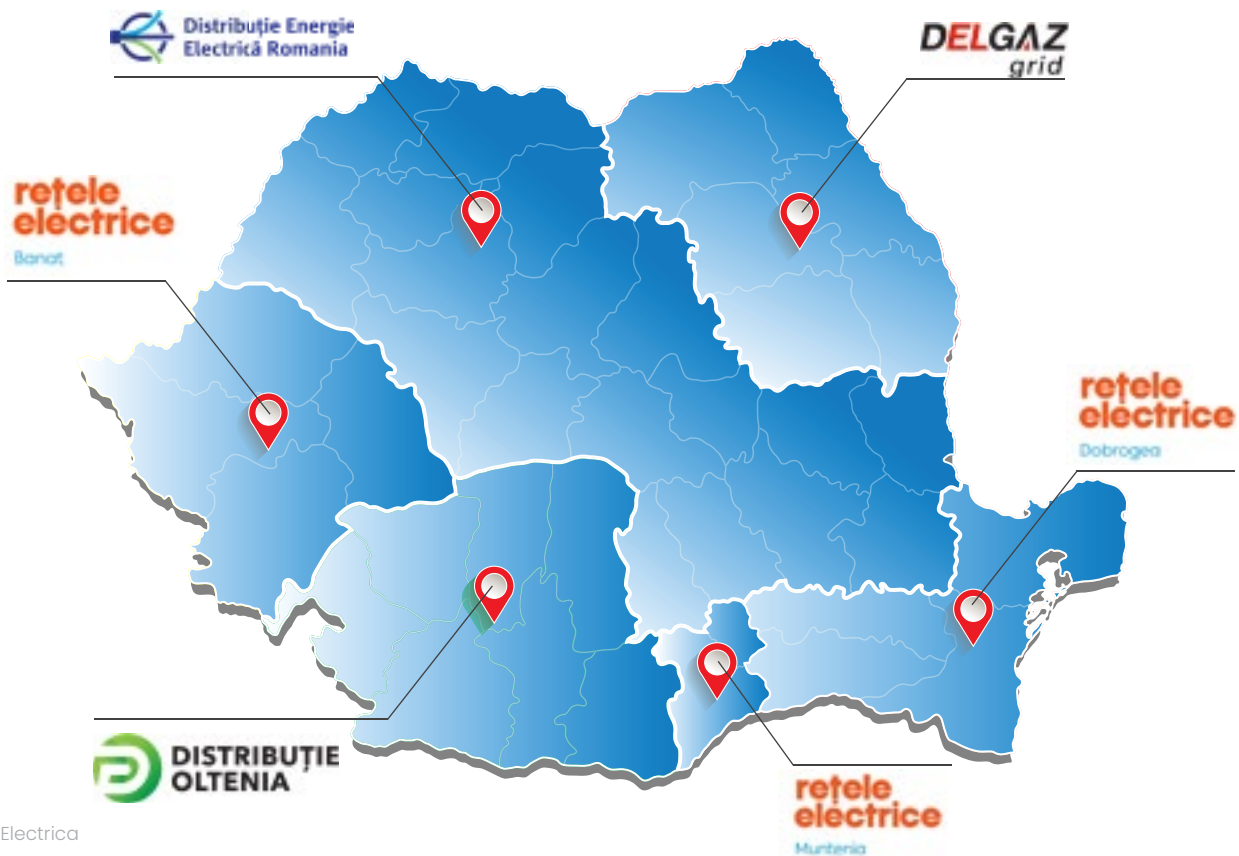 Distribuție Energie
Electrică Romania
DELGAZ
grid
rețele
electrice
Banat
rețele
electrice
Dobrogea
DISTRIBUȚIE
OLTENIA
rețele
electrice
Muntenia
Electrica